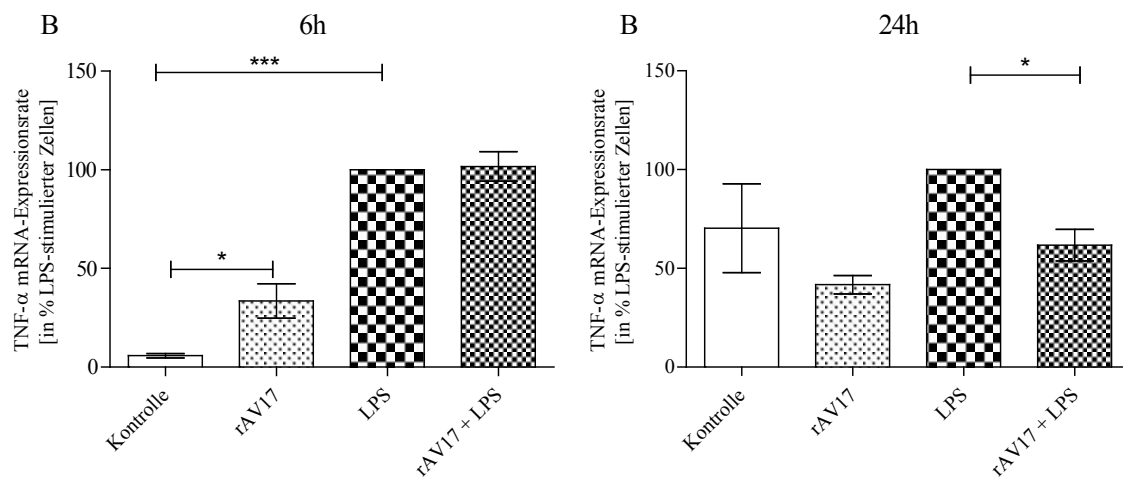 B
6h
TNF-α mRNA-Expressionsrate
[in % LPS-stimulierter Zellen]
150
100
50
0
***
*
Kontrolle
rAV17
LPS
rAV17 + LPS
B
24h
TNF-α mRNA-Expressionsrate
[in % LPS-stimulierter Zellen]
150
100
50
0
*
Kontrolle
rAV17
LPS
rAV17 + LPS